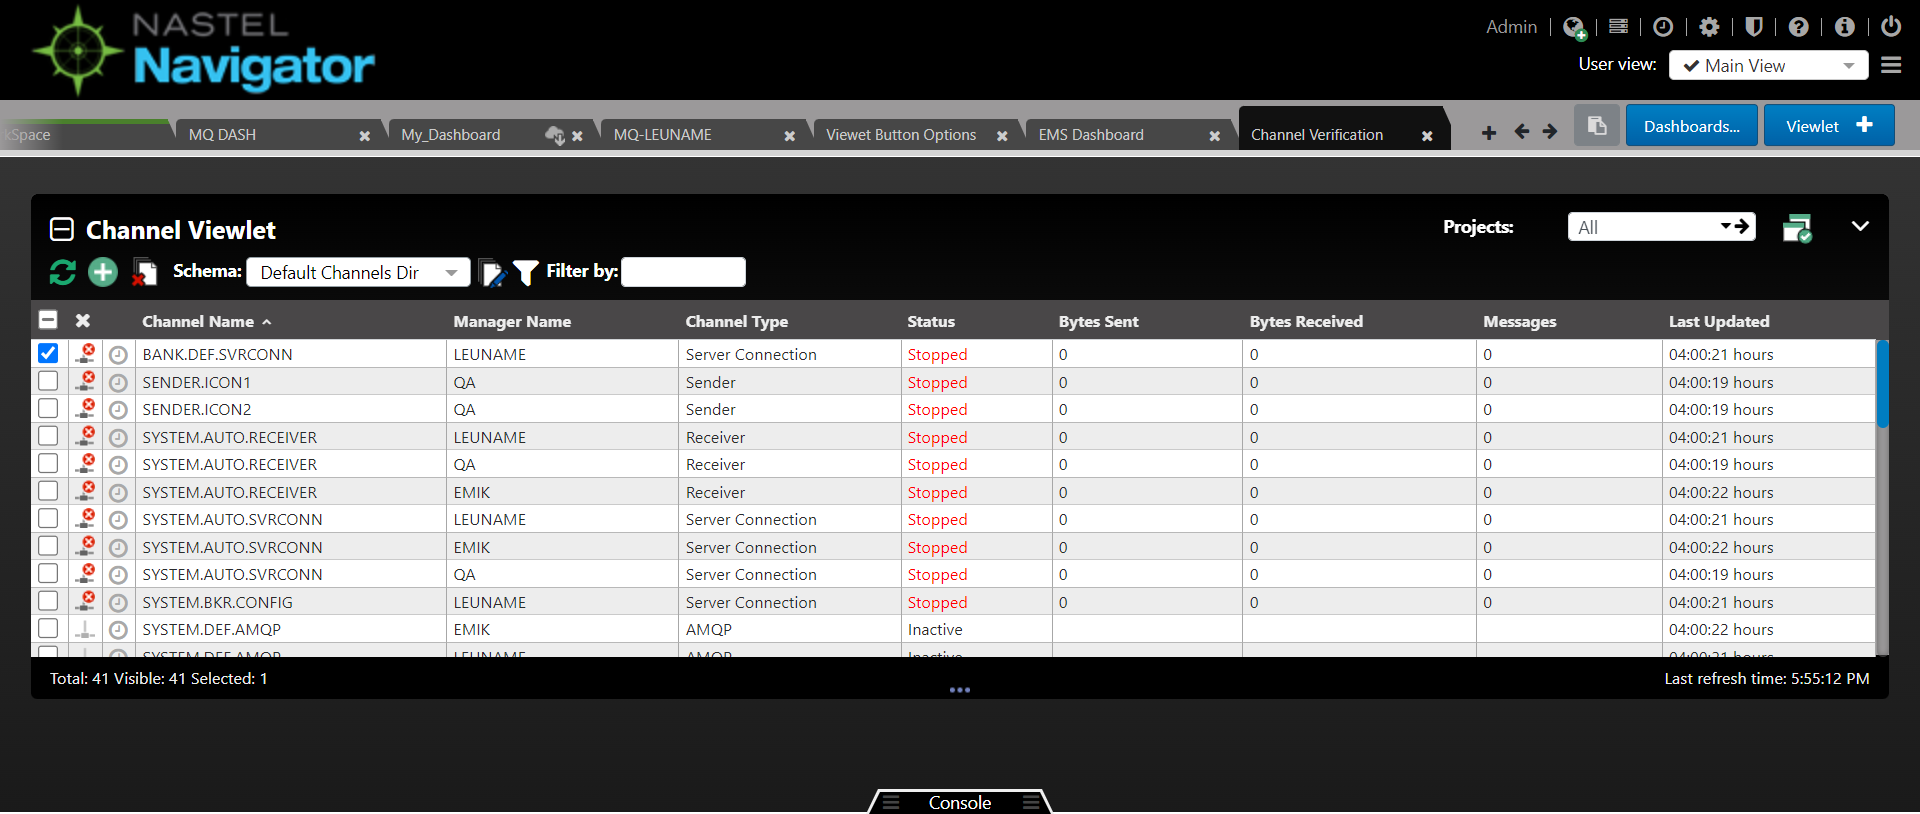 NASTEL
Navigator
Admin
User view: Main View
kSpace MQ DASH My_Dashboard MQ-LEUNAME Viewet Button Options EMS Dashboard Channel Verification Dashboards... Viewlet
Channel Viewlet Projects: All
Schema: Default Channels Dir Filter by:
Channel Name Manager Name Channel Type Status Bytes Sent Bytes Received Messages Last Updated
BANK.DEF.SVRCONN LEUNAME Server Connection Stopped 0 0 0 04:00:21 hours
SENDER.ICON1 QA Sender Stopped 0 0 0 04:00:19 hours
SENDER.ICON2 QA Sender Stopped 0 0 0 04:00:19 hours
SYSTEM.AUTO.RECEIVER LEUNAME Receiver Stopped 0 0 0 04:00:21 hours
SYSTEM.AUTO.RECEIVER QA Receiver Stopped 0 0 0 04:00:19 hours
SYSTEM.AUTO.RECEIVER EMIK Receiver Stopped 0 0 0 04:00:22 hours
SYSTEM.AUTO.SVRCONN LEUNAME Server Connection Stopped 0 0 0 04:00:21 hours
SYSTEM.AUTO.SVRCONN EMIK Server Connection Stopped 0 0 0 04:00:22 hours
SYSTEM.AUTO.SVRCONN QA Server Connection Stopped 0 0 0 04:00:19 hours
SYSTEM.BKR.CONFIG LEUNAME Server Connection Stopped 0 0 0 04:00:21 hours
SYSTEM.DEF.AMQP EMIK AMQP Inactive 04:00:22 hours
SYSTEM.DEF.AMQP LEUNAME AMQP Inactive 04:00:21 hours
Total: 41 Visible: 41 Selected: 1 Last refresh time: 5:55:12 PM
Console